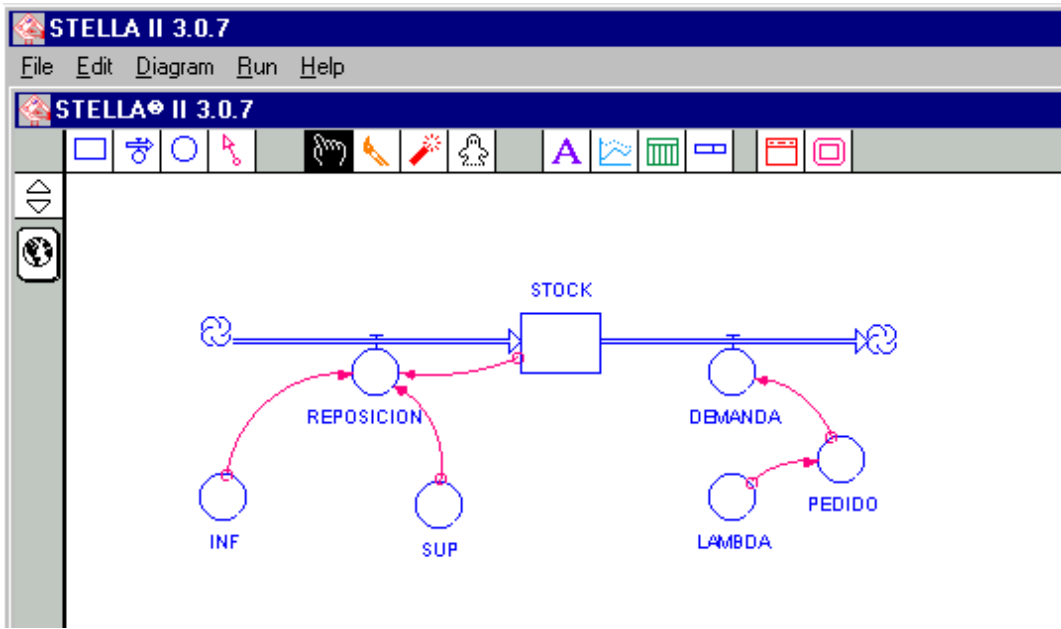 STELLA II 3.0.7
File Edit Diagram Run Help
STELLA® II 3.0.7
A
STOCK
REPOSICION
DEMANDA
INF
SUP
LAMBDA
PEDIDO